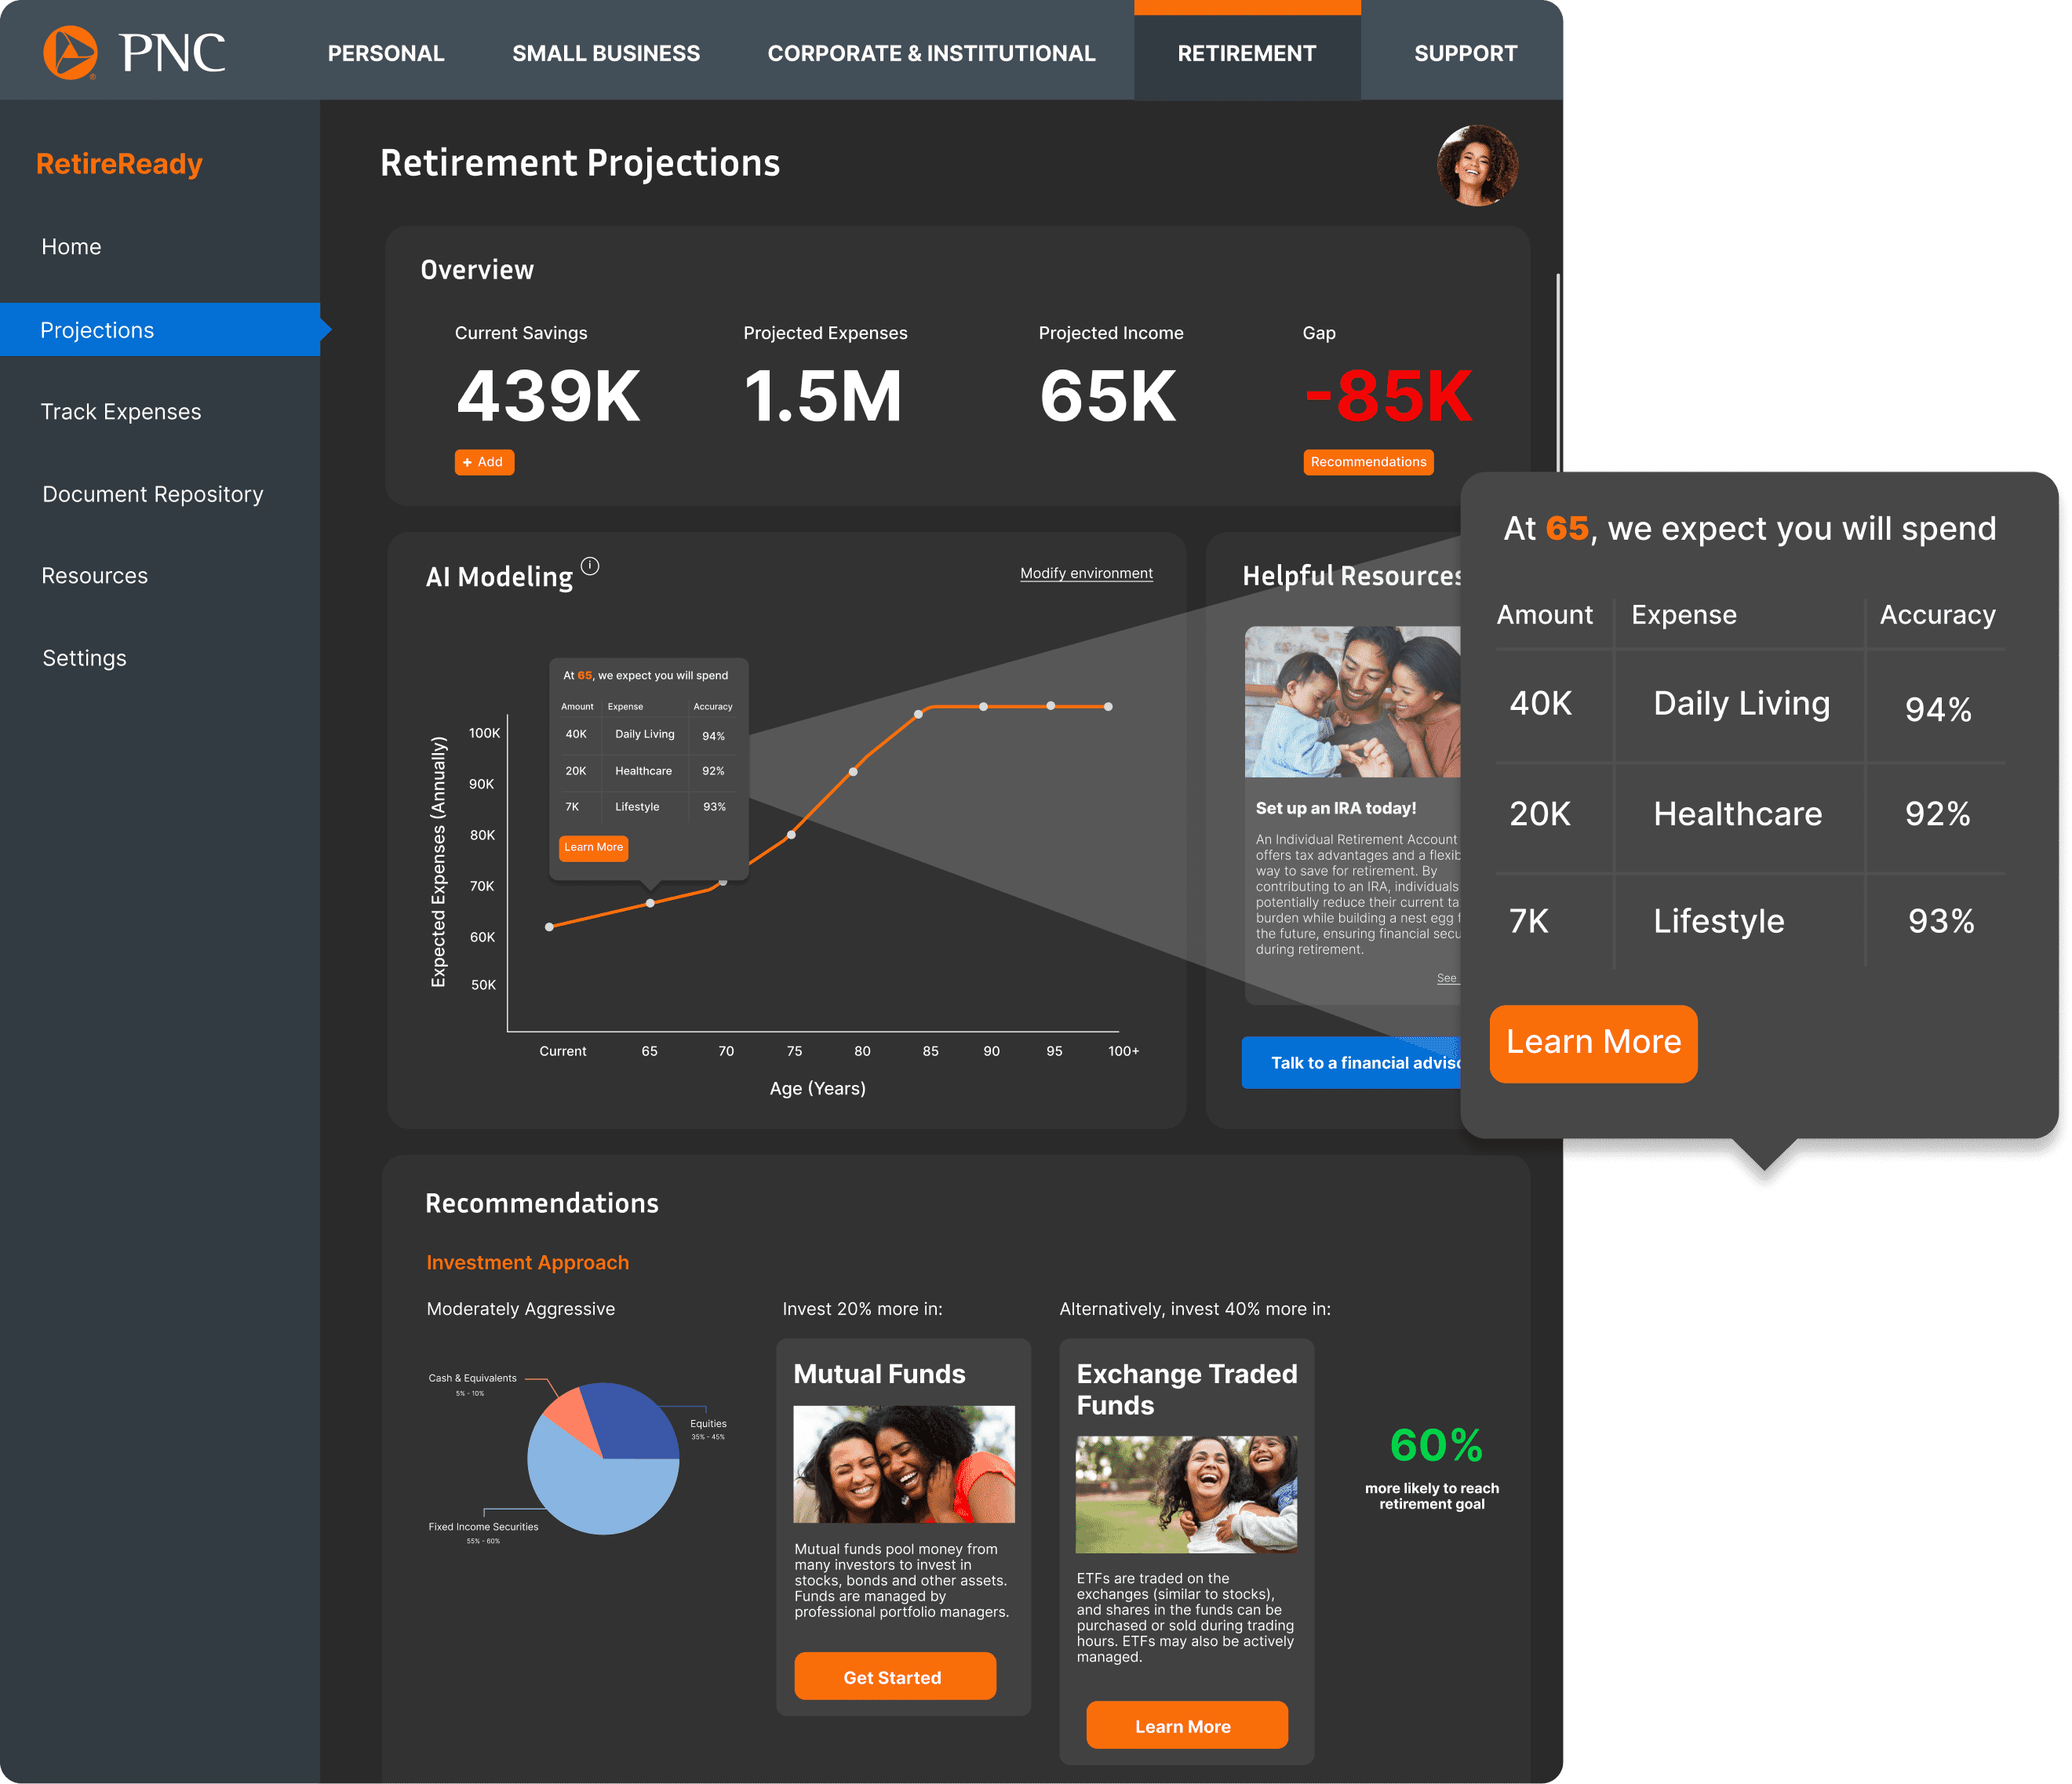 PNC
PERSONAL
SMALL BUSINESS
CORPORATE & INSTITUTIONAL
RETIREMENT
SUPPORT
RetireReady
Home
Projections
Track Expenses
Document Repository
Resources
Settings
Retirement Projections
Overview
Current Savings
439K
+ Add
Projected Expenses
1.5M
Projected Income
65K
Gap
-85K
Recommendations
AI Modeling
i
Modify environment
Expected Expenses (Annually)
100K
90K
80K
70K
60K
50K
At 65, we expect you will spend
Amount Expense Accuracy
40K Daily Living 94%
20K Healthcare 92%
7K Lifestyle 93%
Learn More
Current 65 70 75 80 85 90 95 100+
Age (Years)
Helpful Resources
Set up an IRA today!
An Individual Retirement Account
offers tax advantages and a
way to save for retirement. By
contributing to an IRA, individuals
potentially reduce their current
burden while building a nest egg
the future, ensuring financial
during retirement.
See
Talk to a financial
At 65, we expect you will spend
Amount Expense Accuracy
40K Daily Living 94%
20K Healthcare 92%
7K Lifestyle 93%
Learn More
Recommendations
Investment Approach
Moderately Aggressive
Cash & Equivalents
5% - 10%
Equities
35% - 45%
Fixed Income Securities
55% - 60%
Invest 20% more in:
Mutual Funds
Mutual funds pool money from
many investors to invest in
stocks, bonds and other assets.
Funds are managed by
professional portfolio managers.
Get Started
Alternatively, invest 40% more in:
Exchange Traded
Funds
ETFs are traded on the
exchanges (similar to stocks),
and shares in the funds can be
purchased or sold during trading
hours. ETFs may also be actively
managed.
Learn More
60%
more likely to reach
retirement goal